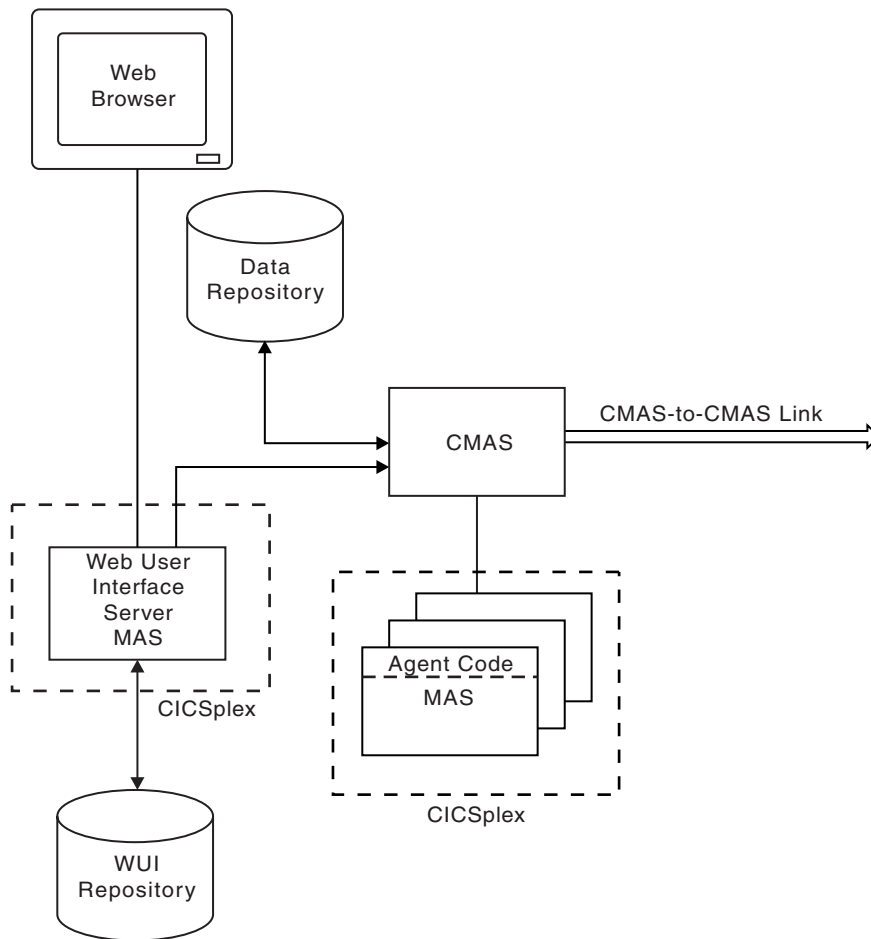 Web
Browser
Data
Repository
CMAS-to-CMAS Link
CMAS
Web User
Interface
Server
MAS
Agent Code
MAS
CICSplex
CICSplex
WUI
Repository